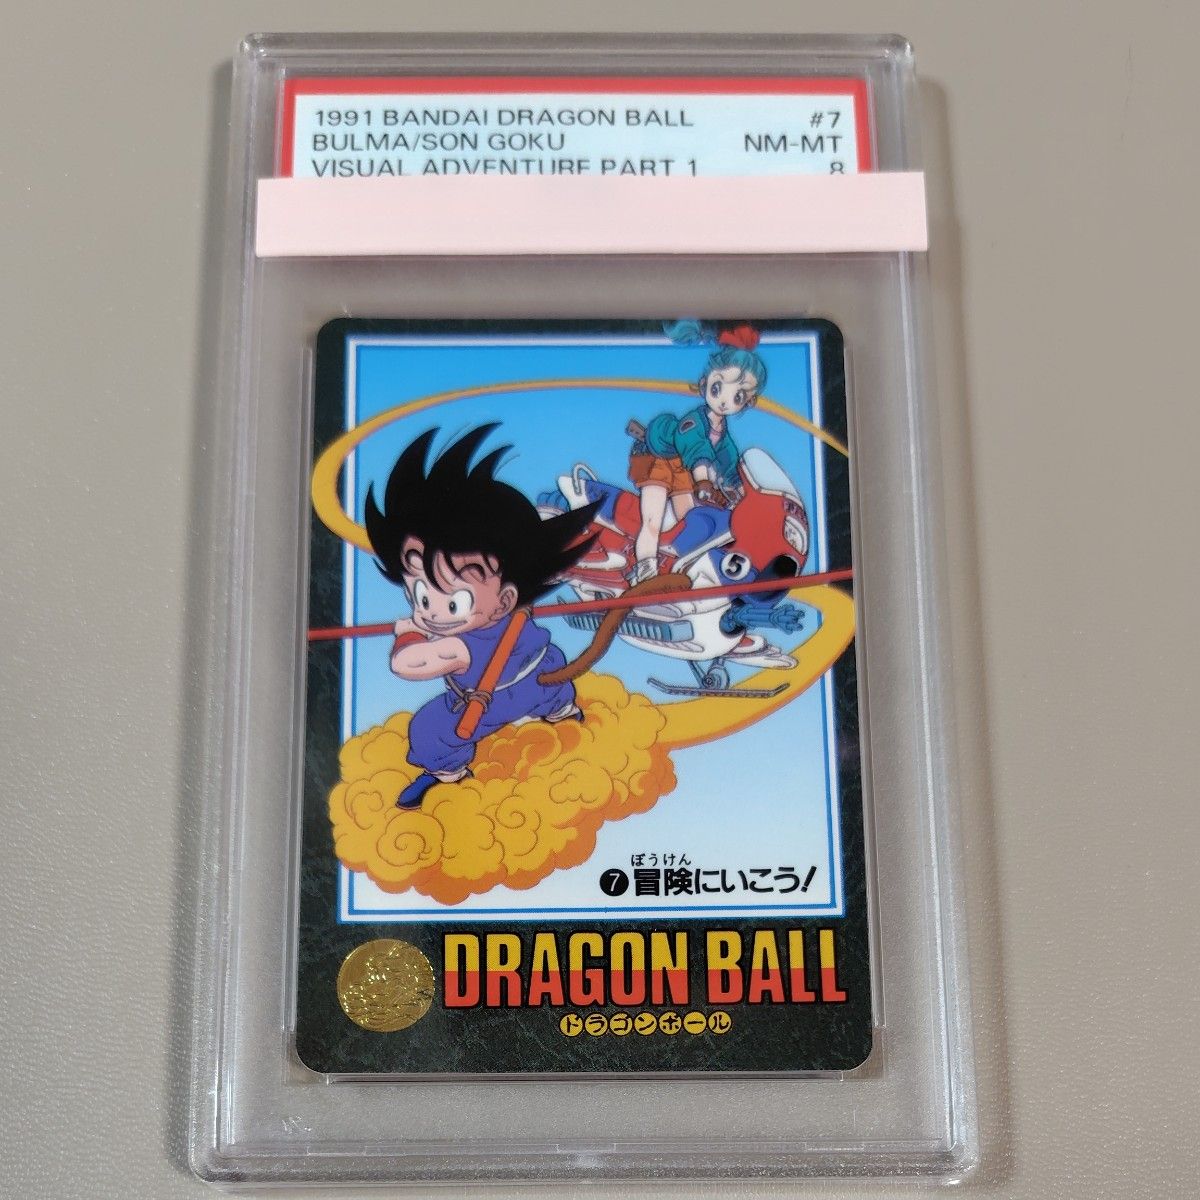 1991 BANDAI DRAGON BALL #7
BULMA/SON GOKU NM-MT
VISUAL ADVENTURE PART 1 8
5
ぼうけん
7 冒険にいこう!
DRAGON BALL
ドラゴンボール